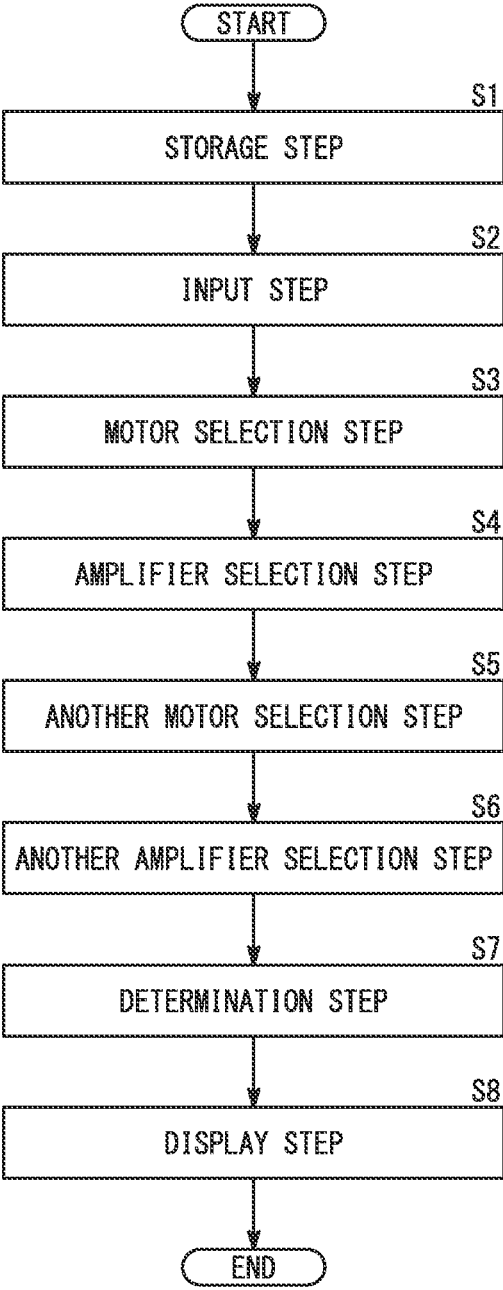 START
S1
STORAGE STEP
S2
INPUT STEP
S3
MOTOR SELECTION STEP
S4
AMPLIFIER SELECTION STEP
S5
ANOTHER MOTOR SELECTION STEP
S6
ANOTHER AMPLIFIER SELECTION STEP
S7
DETERMINATION STEP
S8
DISPLAY STEP
END